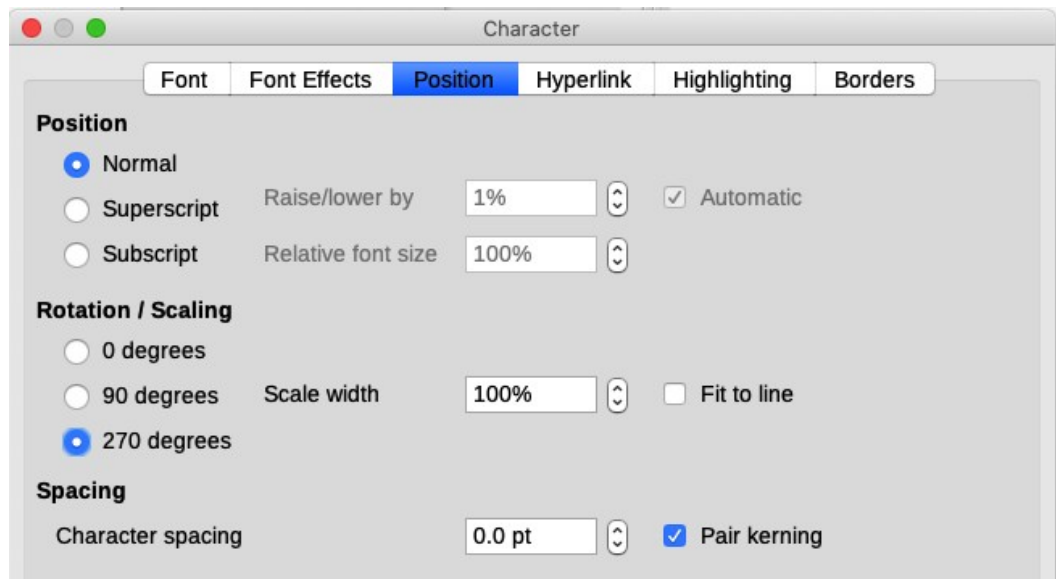 Character
Font Font Effects Position Hyperlink Highlighting Borders
Position
Normal
Superscript Raise/lower by 1% Automatic
Subscript Relative font size 100%
Rotation / Scaling
0 degrees
90 degrees Scale width 100% Fit to line
270 degrees
Spacing
Character spacing 0.0 pt Pair kerning